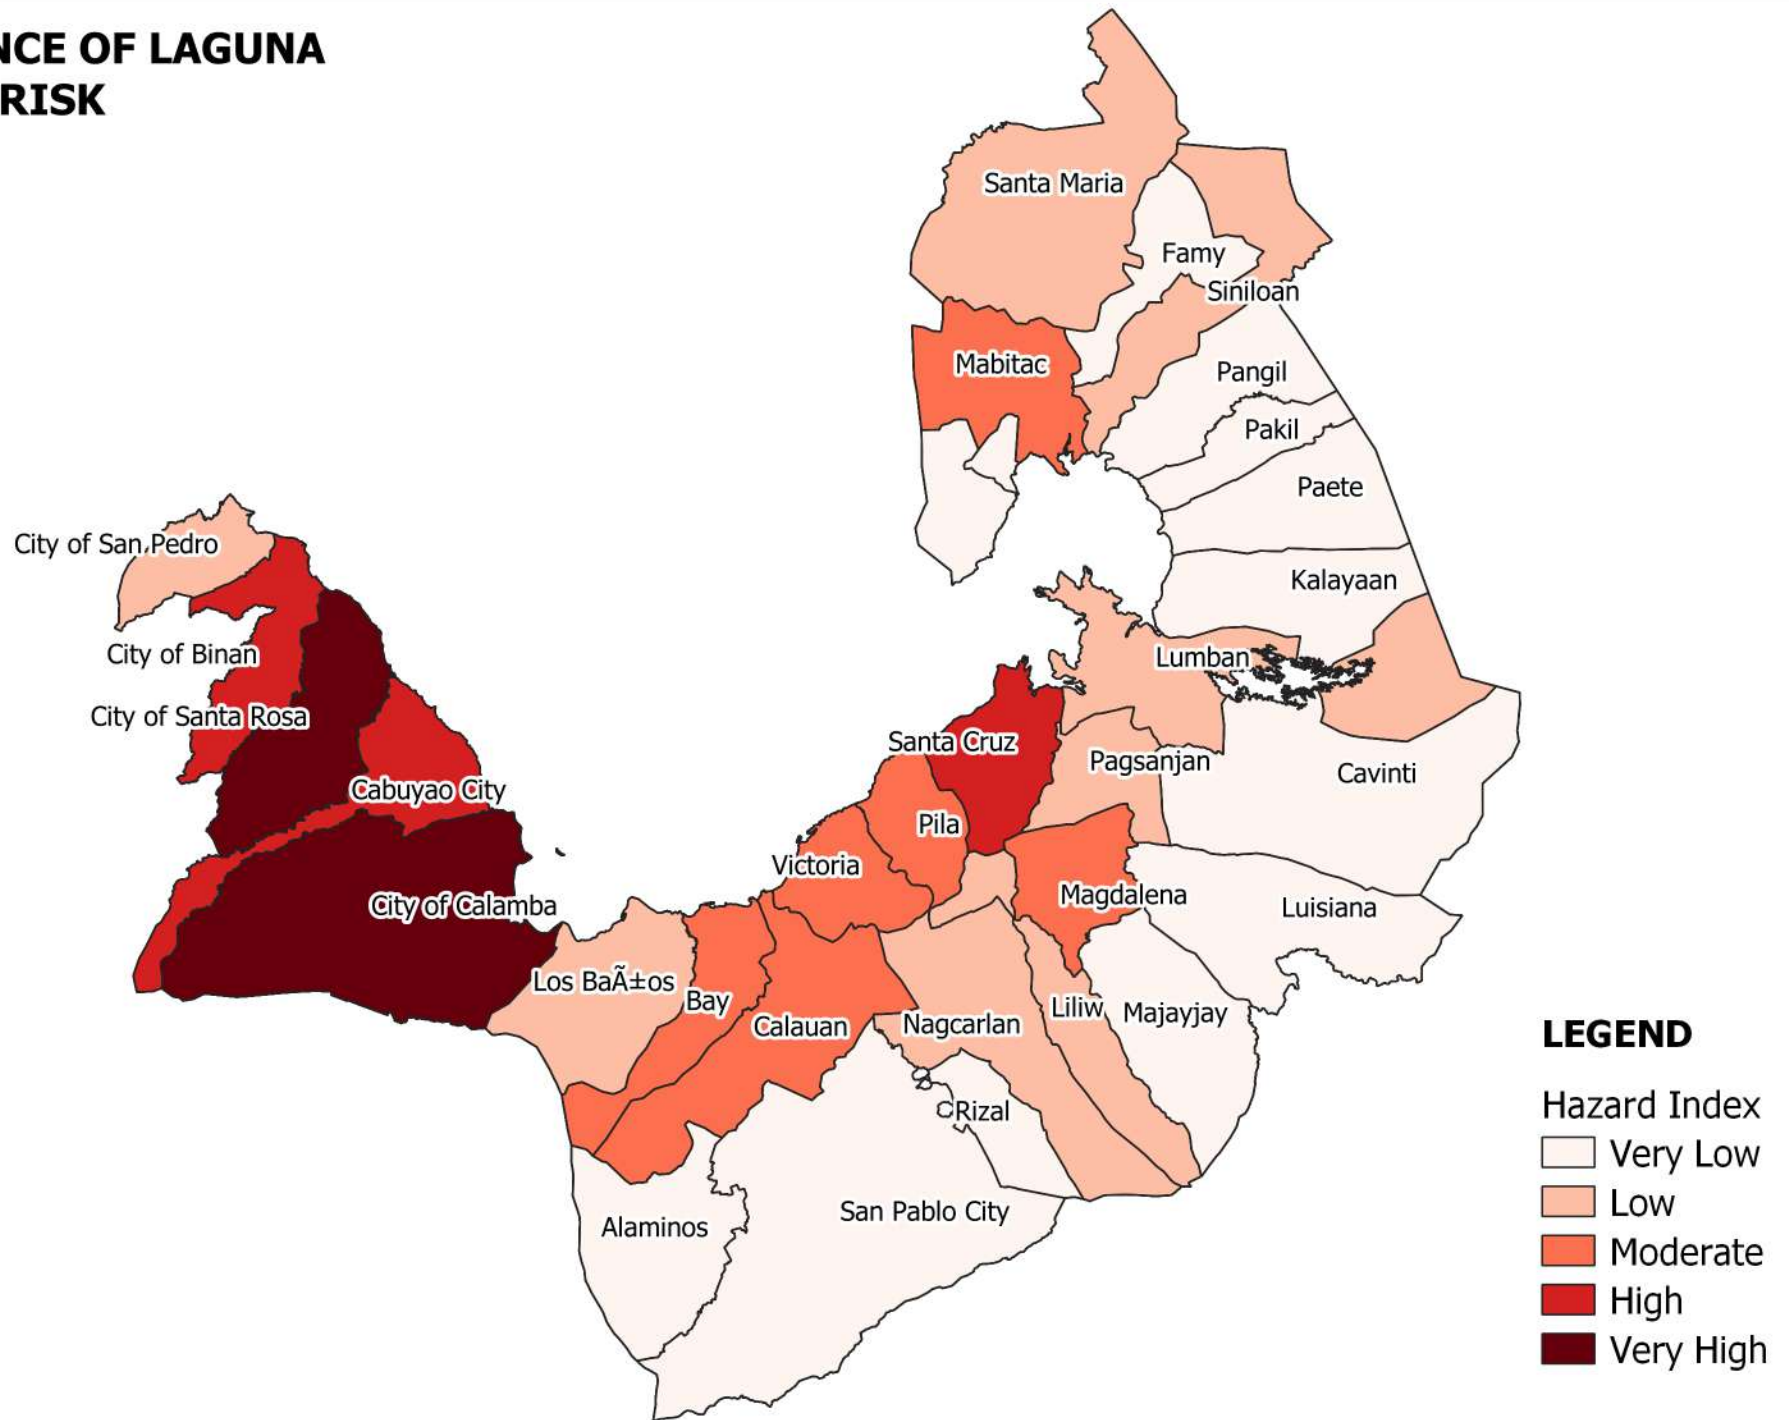 NCE OF LAGUNA
RISK
Santa Maria
Famy
Siniloan
Mabitac
Pangil
Pakil
Paete
City of San Pedro
Kalayaan
City of Binan
Lumban
City of Santa Rosa
Santa Cruz
Pagsanjan
Cavinti
Cabuyao City
Pila
Victoria
Magdalena
City of Calamba
Luisiana
Los BaÃ±os
Bay
Liliw
Majayjay
Calauan
Nagcarlan
Rizal
San Pablo City
Alaminos
LEGEND
Hazard Index
Very Low
Low
Moderate
High
Very High